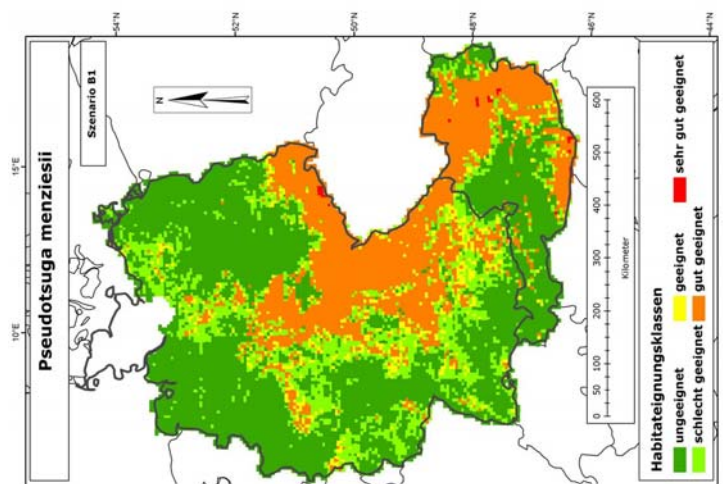 Pseudotsuga menziesii
Szenario B1
N
10°E
15°E
54°N
52°N
50°N
48°N
46°N
44°N
0 50 100 200 300 400 500 600
Kilometer
Habitateignungsklassen
ungeeignet
geeignet
sehr gut geeignet
schlecht geeignet
gut geeignet